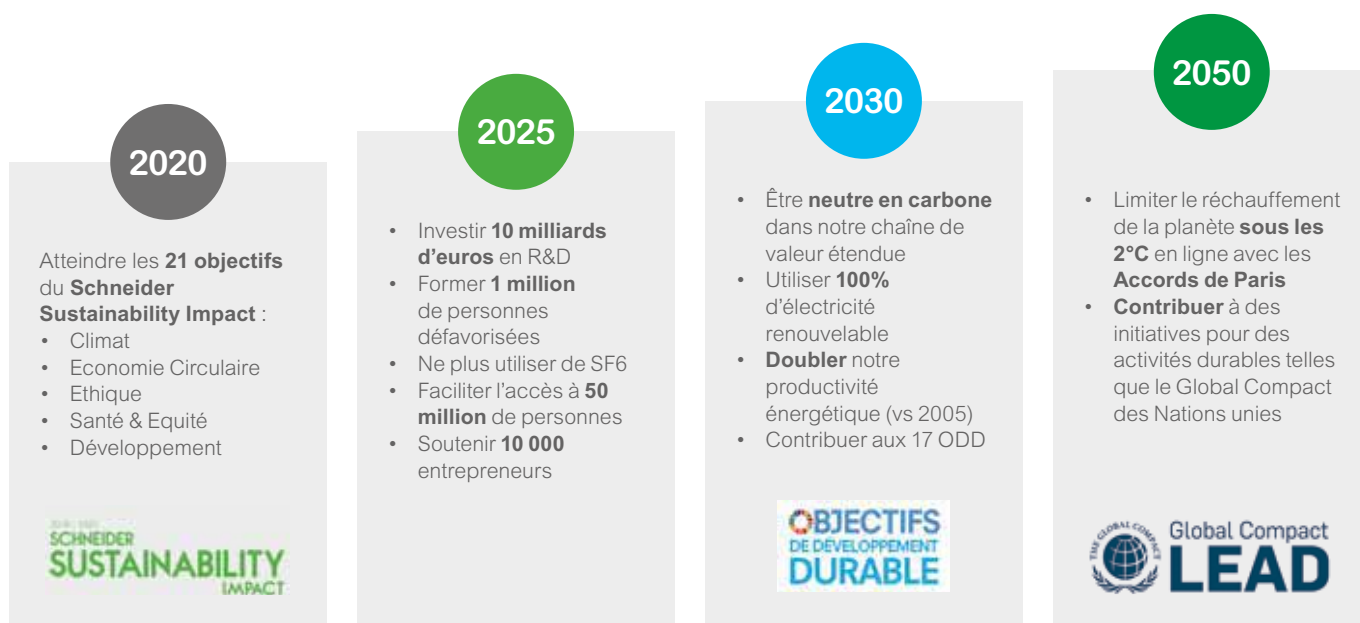 2020
Atteindre les 21 objectifs
du Schneider
Sustainability Impact :
• Climat
• Economie Circulaire
• Ethique
• Santé & Equité
• Développement
SCHNEIDER
SUSTAINABILITY
IMPACT
2025
• Investir 10 milliards
d'euros en R&D
• Former 1 million
de personnes
défavorisées
• Ne plus utiliser de SF6
• Faciliter l'accès à 50
million de personnes
• Soutenir 10 000
entrepreneurs
2030
• Être neutre en carbone
dans notre chaîne de
valeur étendue
• Utiliser 100%
d'électricité
renouvelable
• Doubler notre
productivité
énergétique (vs 2005)
• Contribuer aux 17 ODD
OBJECTIFS
DE DÉVELOPPEMENT
DURABLE
2050
• Limiter le réchauffement
de la planète sous les
2°C en ligne avec les
Accords de Paris
• Contribuer à des
initiatives pour des
activités durables telles
que le Global Compact
des Nations unies
THE GLOBAL COMPACT
Global Compact
LEAD